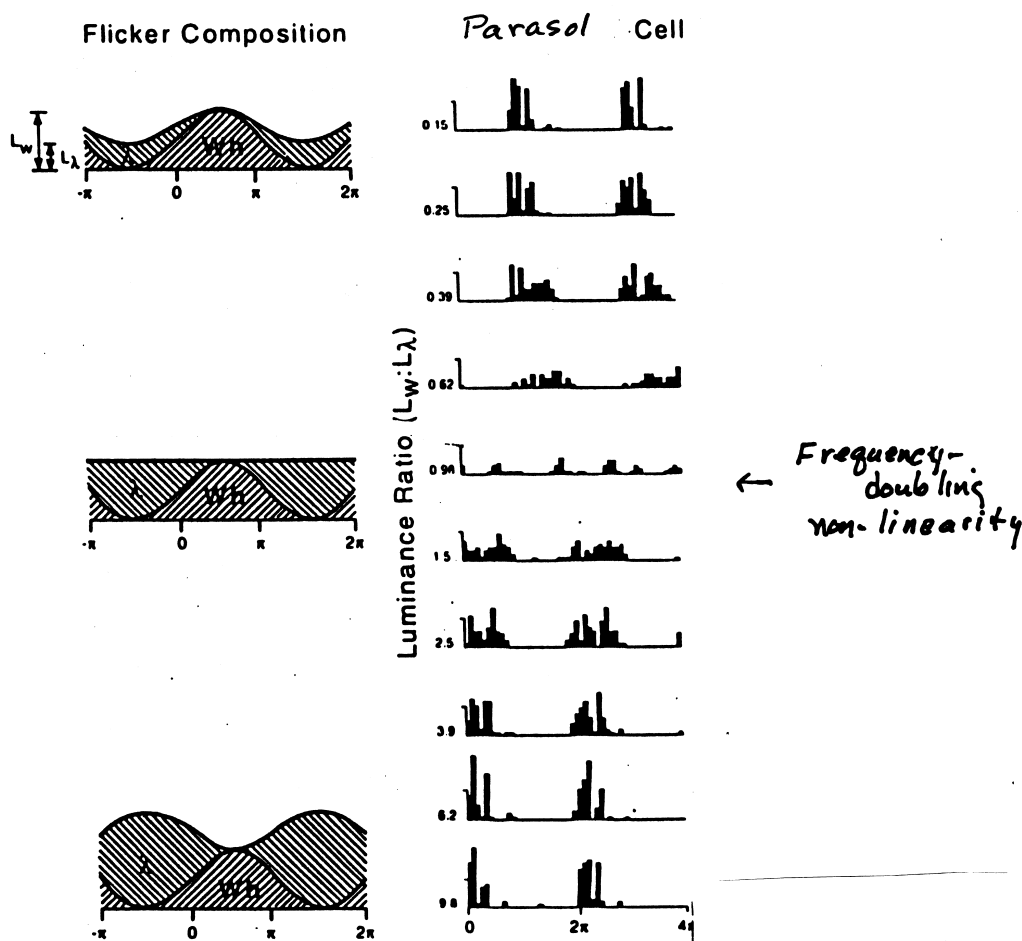 Flicker Composition
Parasol Cell
Lw
Lλ
λ
Wh
-π 0 π 2π
λ
Wh
-π 0 π 2π
λ
Wh
-π 0 π 2π
Luminance Ratio (Lw:Lλ)
0.15
0.25
0.39
0.62
0.98
1.5
2.5
3.9
6.2
9.8
0 2π 4π
← Frequency-
doubling
non-linearity